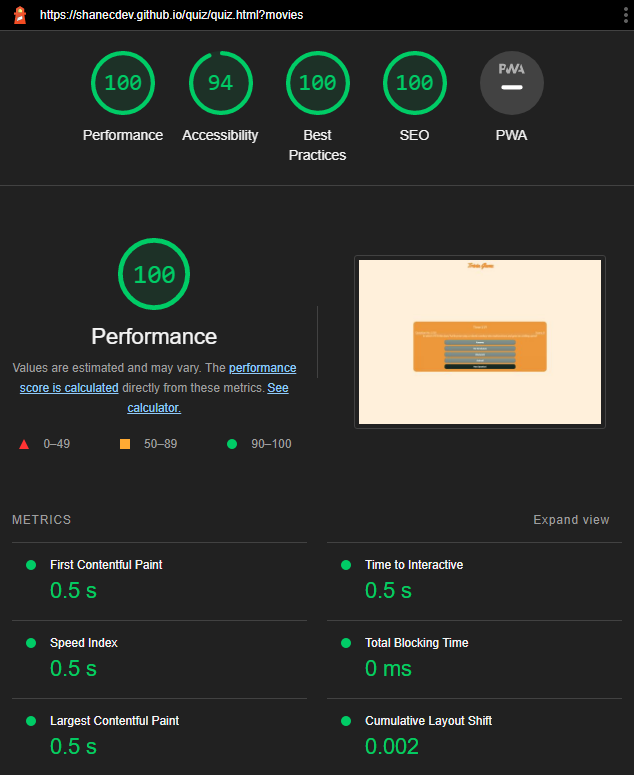 https://shanecdev.github.io/quiz/quiz.html?movies
100
94
100
100
PWA
Performance
Accessibility
Best
Practices
SEO
PWA
100
Performance
Values are estimated and may vary. The performance
score is calculated directly from these metrics. See
calculator.
0–49
50–89
90–100
METRICS
Expand view
First Contentful Paint
0.5 s
Time to Interactive
0.5 s
Speed Index
0.5 s
Total Blocking Time
0 ms
Largest Contentful Paint
0.5 s
Cumulative Layout Shift
0.002